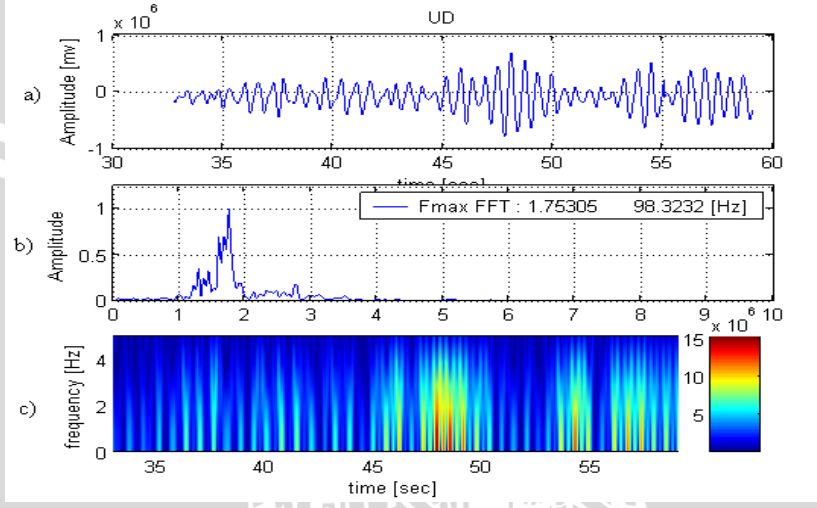 x 10^6
UD
a)
Amplitude [mv]
1
0
-1
30 35 40 45 50 55 60
time [sec]
b)
Amplitude
1
0.5
0
Fmax FFT : 1.75305 98.3232 [Hz]
0 1 2 3 4 5 6 7 8 9 10
c)
frequency [Hz]
4
2
0
35 40 45 50 55
time [sec]
x 10^6
15
10
5